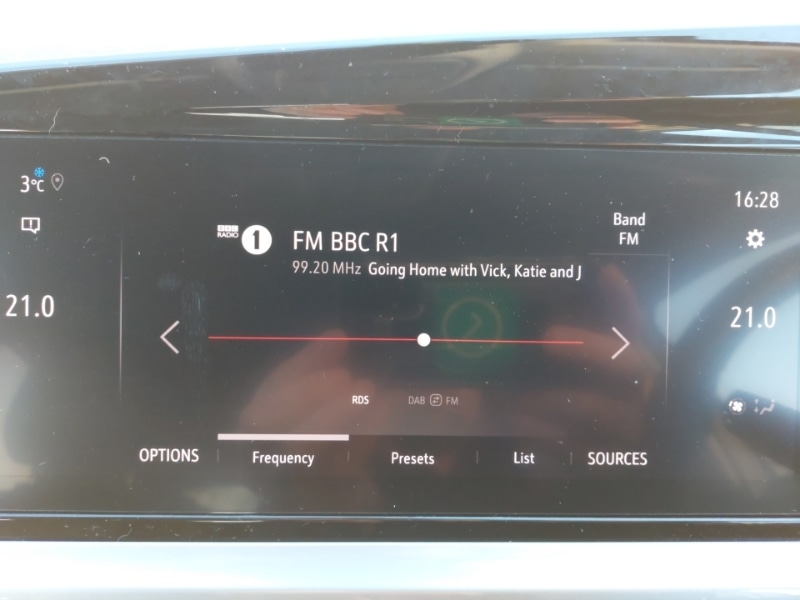 3°C
16:28
BBC
RADIO
1
FM BBC R1
Band
FM
99.20 MHz Going Home with Vick, Katie and J
21.0
21.0
RDS
DAB FM
OPTIONS
Frequency
Presets
List
SOURCES